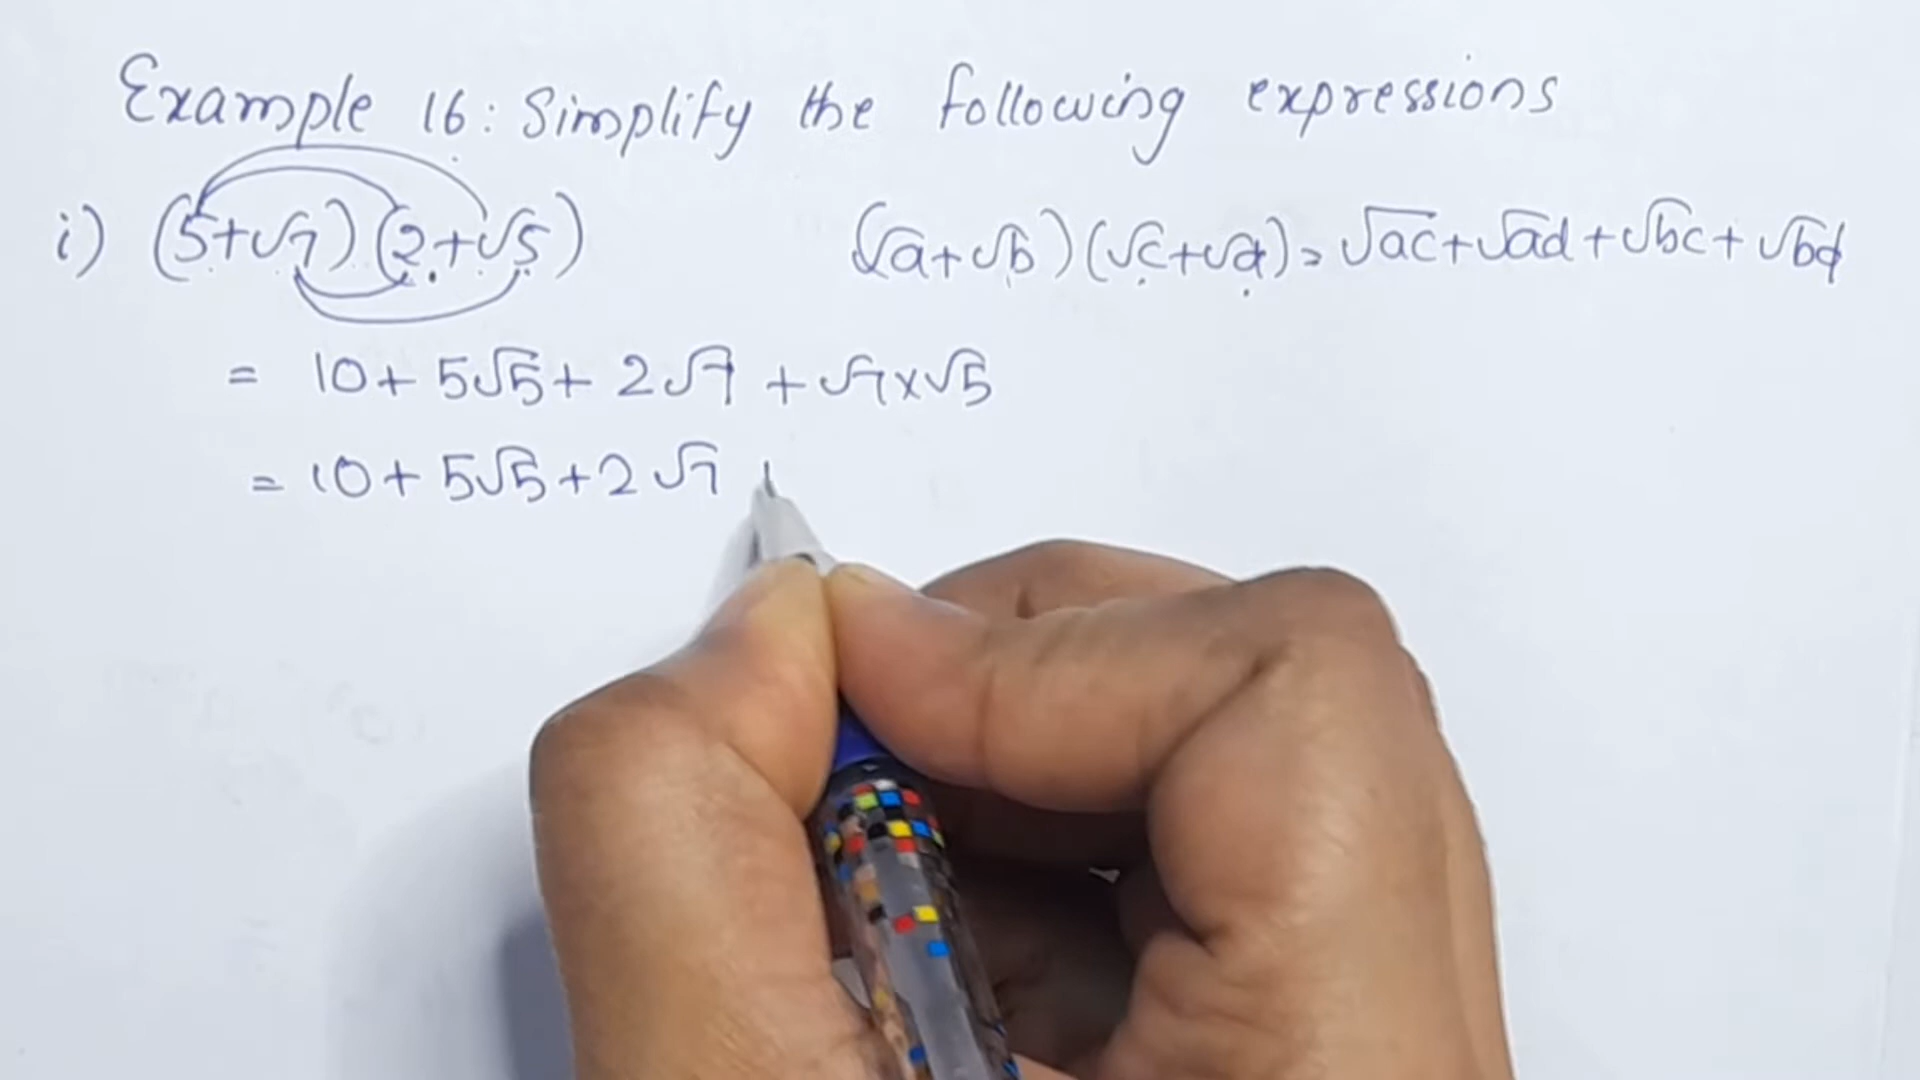 Example 16: Simplify the following expressions
i) (5+√7)(2+√5)
(√a+√b)(√c+√d)=√ac+√ad+√bc+√bd
= 10+ 5√5+ 2√7 +√7×√5
= 10+ 5√5+2√7 +